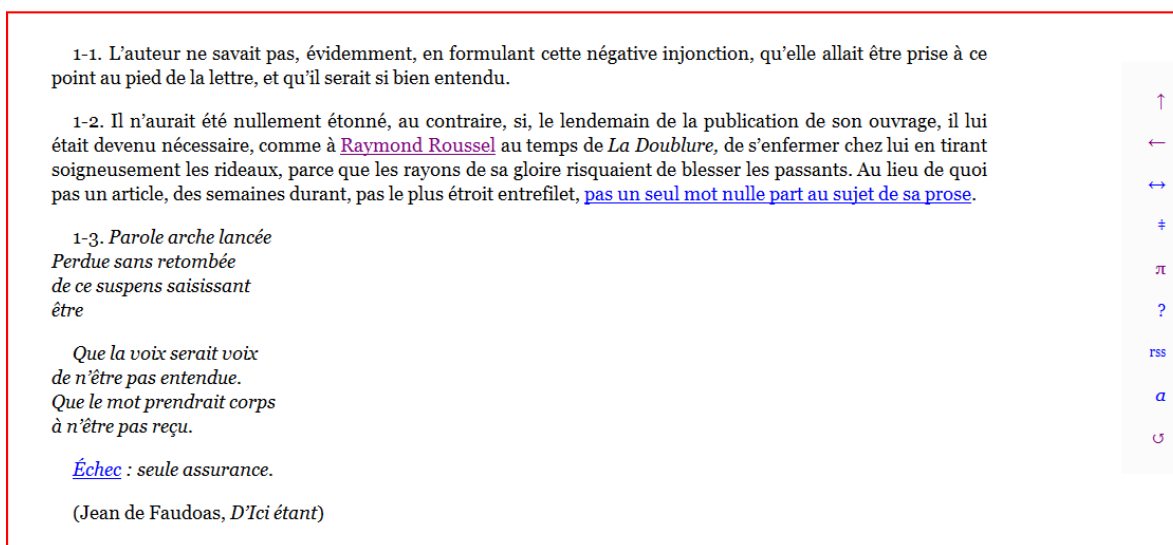 1-1. L’auteur ne savait pas, évidemment, en formulant cette négative injonction, qu’elle allait être prise à ce
point au pied de la lettre, et qu’il serait si bien entendu.
1-2. Il n’aurait été nullement étonné, au contraire, si, le lendemain de la publication de son ouvrage, il lui
était devenu nécessaire, comme à Raymond Roussel au temps de La Doublure, de s’enfermer chez lui en tirant
soigneusement les rideaux, parce que les rayons de sa gloire risquaient de blesser les passants. Au lieu de quoi
pas un article, des semaines durant, pas le plus étroit entrefilet, pas un seul mot nulle part au sujet de sa prose.
1-3. Parole arche lancée
Perdue sans retombée
de ce suspens saisissant
être
Que la voix serait voix
de n’être pas entendue.
Que le mot prendrait corps
à n’être pas reçu.
Échec : seule assurance.
(Jean de Faudoas, D’Ici étant)
↑
←
↔
ǂ
π
?
rss
a
↺